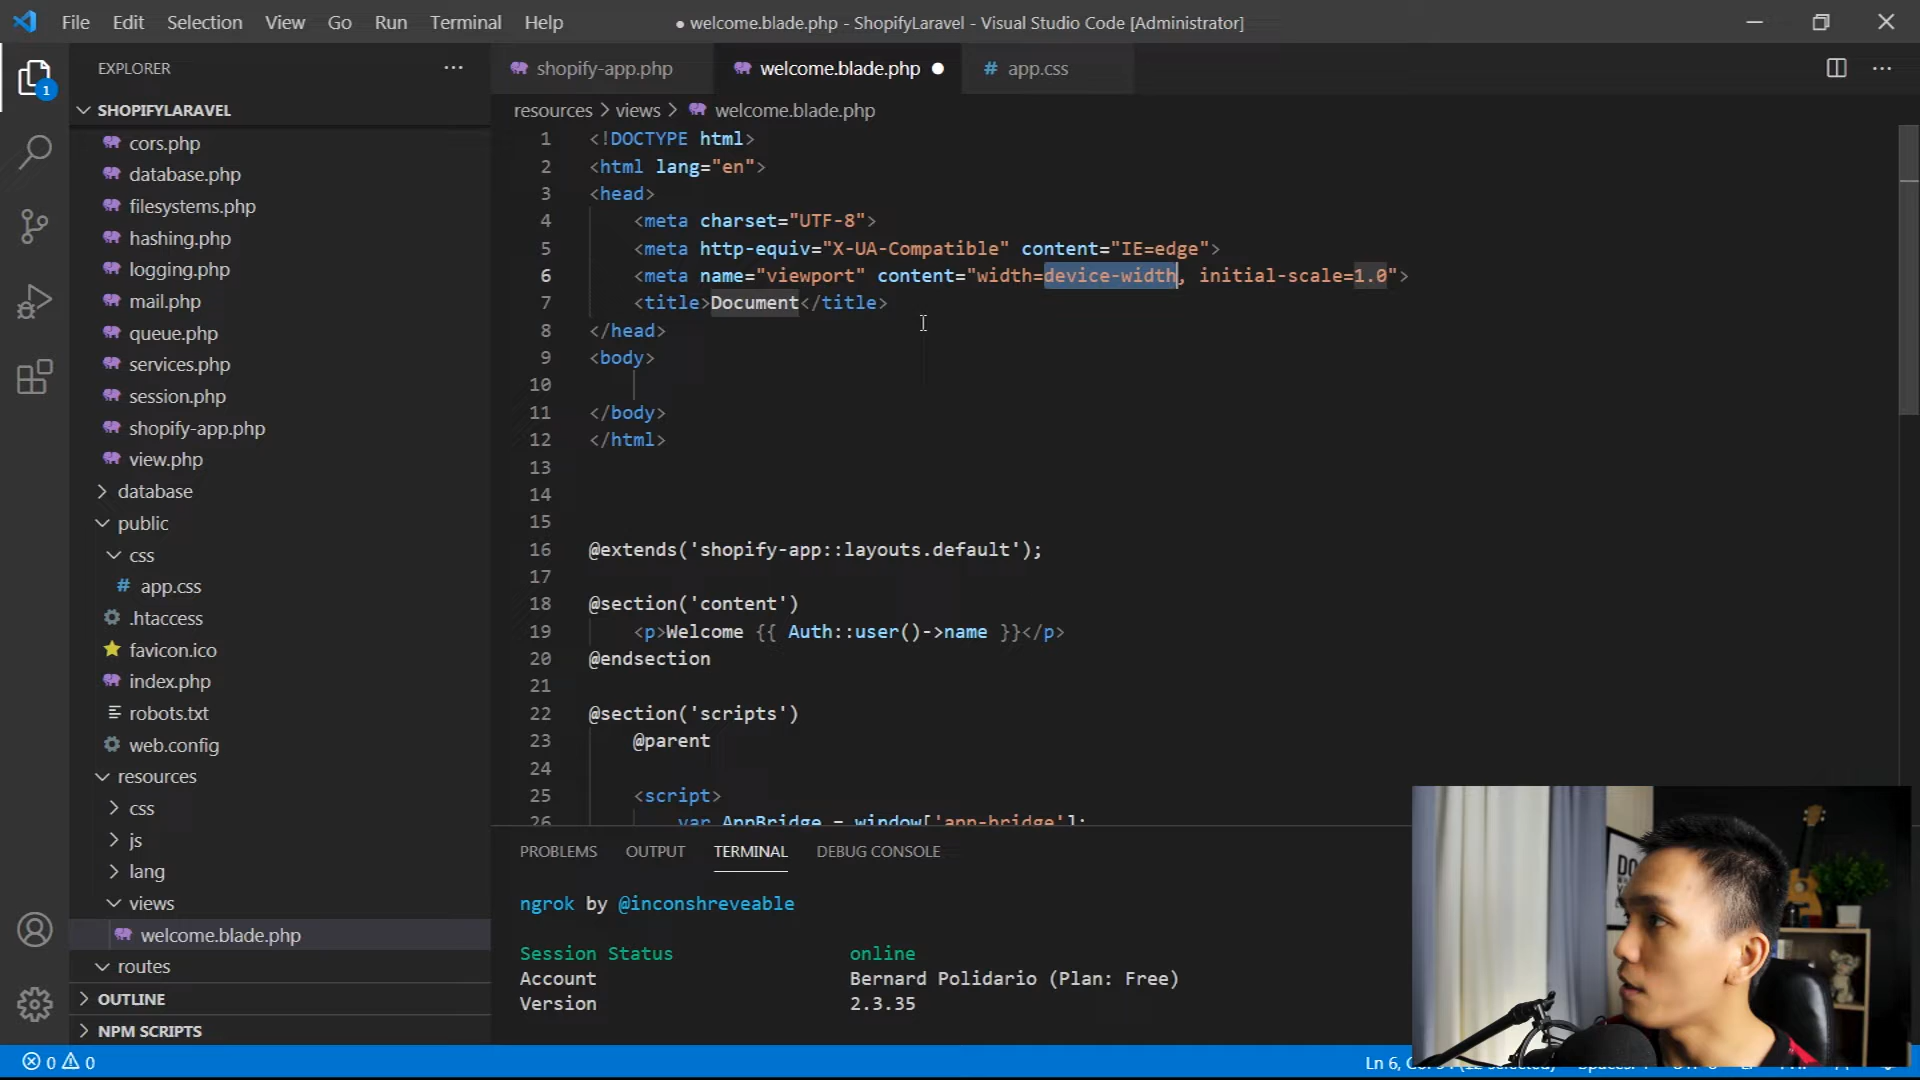 File Edit Selection View Go Run Terminal Help
● welcome.blade.php - ShopifyLaravel - Visual Studio Code [Administrator]
EXPLORER
1
SHOPIFYLARAVEL
cors.php
database.php
filesystems.php
hashing.php
logging.php
mail.php
queue.php
services.php
session.php
shopify-app.php
view.php
database
public
css
# app.css
.htaccess
favicon.ico
index.php
robots.txt
web.config
resources
css
js
lang
views
welcome.blade.php
routes
OUTLINE
NPM SCRIPTS
shopify-app.php welcome.blade.php # app.css
resources > views > welcome.blade.php
1 <!DOCTYPE html>
2 <html lang="en">
3 <head>
4 <meta charset="UTF-8">
5 <meta http-equiv="X-UA-Compatible" content="IE=edge">
6 <meta name="viewport" content="width=device-width, initial-scale=1.0">
7 <title>Document</title>
8 </head>
9 <body>
10
11 </body>
12 </html>
13
14
15
16 @extends('shopify-app::layouts.default');
17
18 @section('content')
19 <p>Welcome {{ Auth::user()->name }}</p>
20 @endsection
21
22 @section('scripts')
23 @parent
24
25 <script>
26 var AppBridge = window['app-bridge'];
PROBLEMS OUTPUT TERMINAL DEBUG CONSOLE
ngrok by @inconshreveable
Session Status online
Account Bernard Polidario (Plan: Free)
Version 2.3.35
0 0
Ln 6,